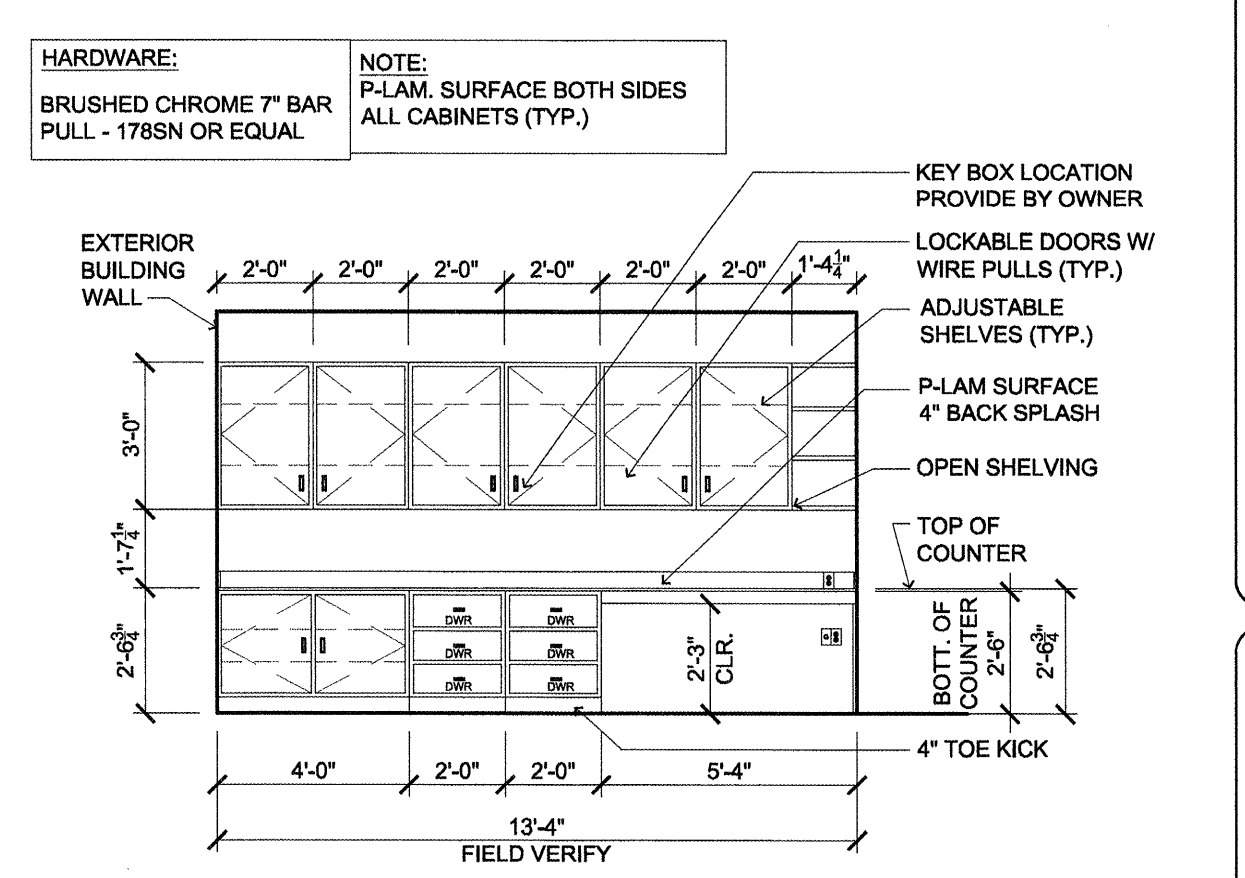 HARDWARE:
BRUSHED CHROME 7" BAR
PULL - 178SN OR EQUAL
NOTE:
P-LAM. SURFACE BOTH SIDES
ALL CABINETS (TYP.)
KEY BOX LOCATION
PROVIDE BY OWNER
EXTERIOR
BUILDING
WALL
2'-0" 2'-0" 2'-0" 2'-0" 2'-0" 2'-0" 1'-4¼"
LOCKABLE DOORS W/
WIRE PULLS (TYP.)
ADJUSTABLE
SHELVES (TYP.)
P-LAM SURFACE
4" BACK SPLASH
3'-0"
OPEN SHELVING
1'-7¼"
TOP OF
COUNTER
2'-6¾"
DWR DWR
DWR DWR
DWR DWR
2'-3"
CLR.
BOTT. OF
COUNTER
2'-6"
2'-6¾"
4" TOE KICK
4'-0" 2'-0" 2'-0" 5'-4"
13'-4"
FIELD VERIFY